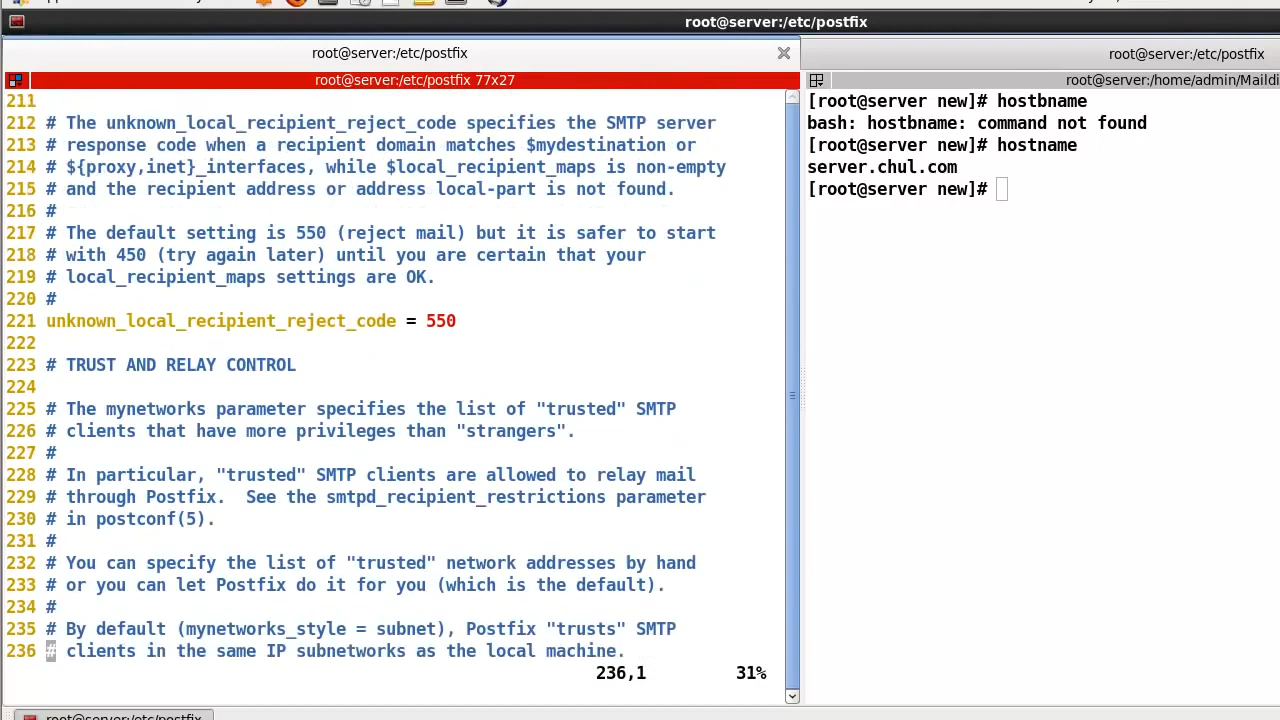 root@server:/etc/postfix
root@server:/etc/postfix
root@server:/etc/postfix 77x27
211
212 # The unknown_local_recipient_reject_code specifies the SMTP server
213 # response code when a recipient domain matches $mydestination or
214 # ${proxy,inet}_interfaces, while $local_recipient_maps is non-empty
215 # and the recipient address or address local-part is not found.
216 #
217 # The default setting is 550 (reject mail) but it is safer to start
218 # with 450 (try again later) until you are certain that your
219 # local_recipient_maps settings are OK.
220 #
221 unknown_local_recipient_reject_code = 550
222
223 # TRUST AND RELAY CONTROL
224
225 # The mynetworks parameter specifies the list of "trusted" SMTP
226 # clients that have more privileges than "strangers".
227 #
228 # In particular, "trusted" SMTP clients are allowed to relay mail
229 # through Postfix.  See the smtpd_recipient_restrictions parameter
230 # in postconf(5).
231 #
232 # You can specify the list of "trusted" network addresses by hand
233 # or you can let Postfix do it for you (which is the default).
234 #
235 # By default (mynetworks_style = subnet), Postfix "trusts" SMTP
236 # clients in the same IP subnetworks as the local machine.
236,1 31%
root@server:/etc/postfix
root@server:/home/admin/Maildi
[root@server new]# hostbname
bash: hostbname: command not found
[root@server new]# hostname
server.chul.com
[root@server new]#
root@server:/etc/postfix